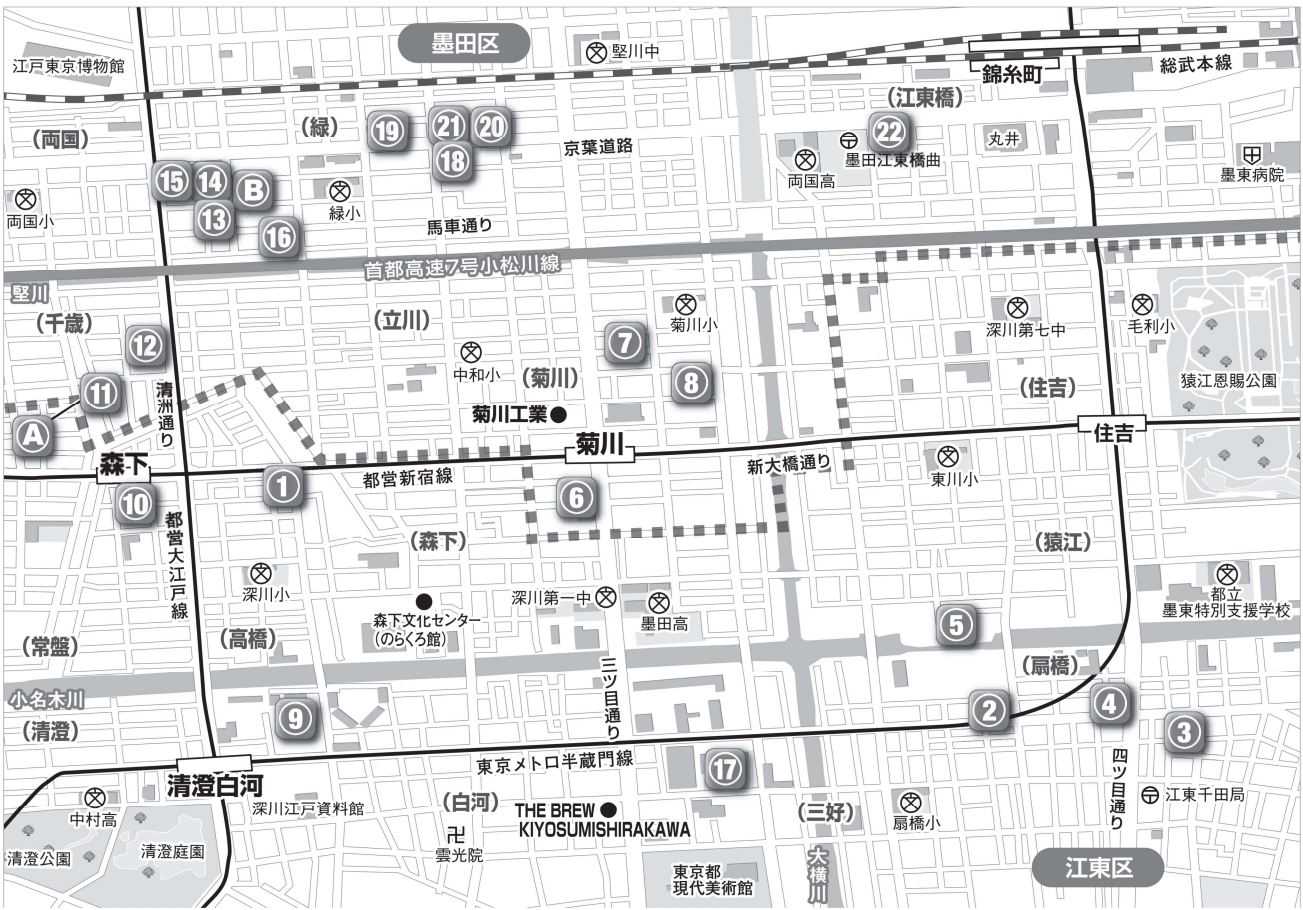 墨田区
堅川中
江戸東京博物館
錦糸町
総武本線
(両国)
(緑)
(江東橋)
⑲
㉑
⑳
⑱
京葉道路
㉒
丸井
両国高
墨田江東橋曲
墨東病院
⑮
⑭
Ⓑ
⑬
⑯
両国小
緑小
馬車通り
首都高速7号小松川線
堅川
(千歳)
(立川)
菊川小
深川第七中
毛利小
⑫
⑦
中和小
(菊川)
⑧
(住吉)
猿江恩賜公園
⑪
Ⓐ
清洲通り
菊川工業
菊川
住吉
森下
新大橋通り
東川小
①
都営新宿線
⑩
⑥
都営大江戸線
(森下)
(猿江)
深川小
森下文化センター
(のらくろ館)
深川第一中
墨田高
⑤
都立
墨東特別支援学校
(常盤)
(高橋)
(扇橋)
小名木川
(清澄)
⑨
三ツ目通り
②
④
③
東京メトロ半蔵門線
清澄白河
⑰
四ツ目通り
中村高
深川江戸資料館
(白河)
THE BREW
KIYOSUMISHIRAKAWA
(三好)
扇橋小
江東千田局
清澄公園
清澄庭園
雲光院
東京都
現代美術館
大横川
江東区